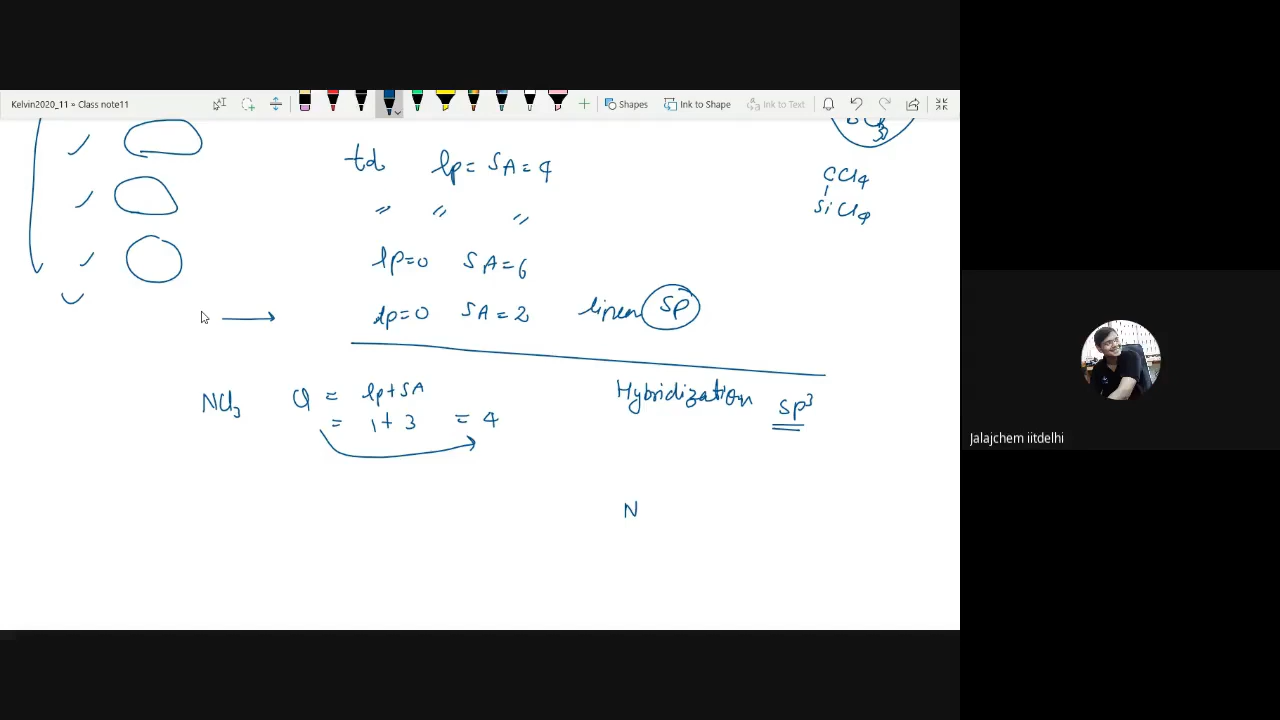 Kelvin2020_11 » Class note11
Shapes
Ink to Shape
Ink to Text
td lp = SA = 4
CCl4
SiCl4
〃 〃 〃
lp=0 SA=6
lp=0 SA=2 linear SP
NCl3 Q = lp+SA
= 1+3 = 4
Hybridization SP³
N
Jalajchem iitdelhi